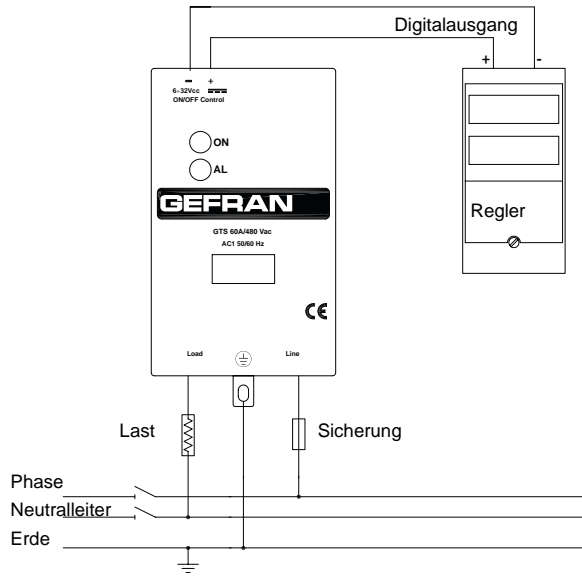 Digitalausgang
+ -
− +
6-32Vcc
ON/OFF Control
ON
AL
GEFRAN
Regler
GTS 60A/480 Vac
AC1 50/60 Hz
CE
Load Line
Last Sicherung
Phase
Neutralleiter
Erde